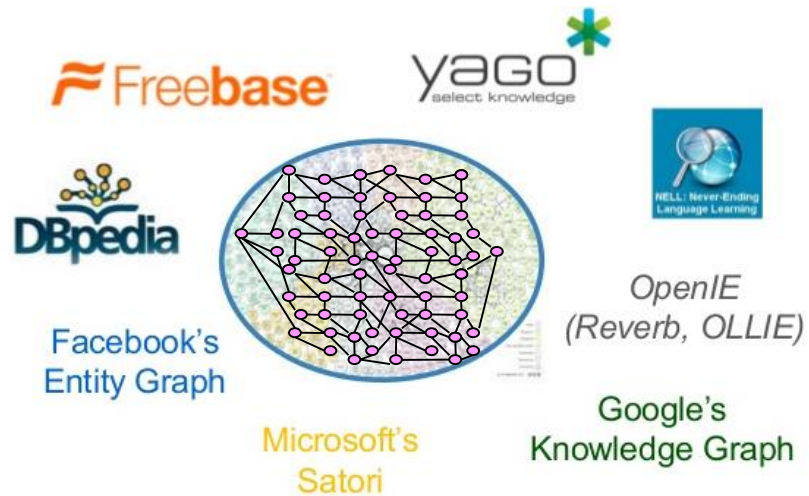 Freebase
yago
select knowledge
DBpedia
NELL: Never-Ending
Language Learning
OpenIE
(Reverb, OLLIE)
Facebook's
Entity Graph
Google's
Knowledge Graph
Microsoft's
Satori